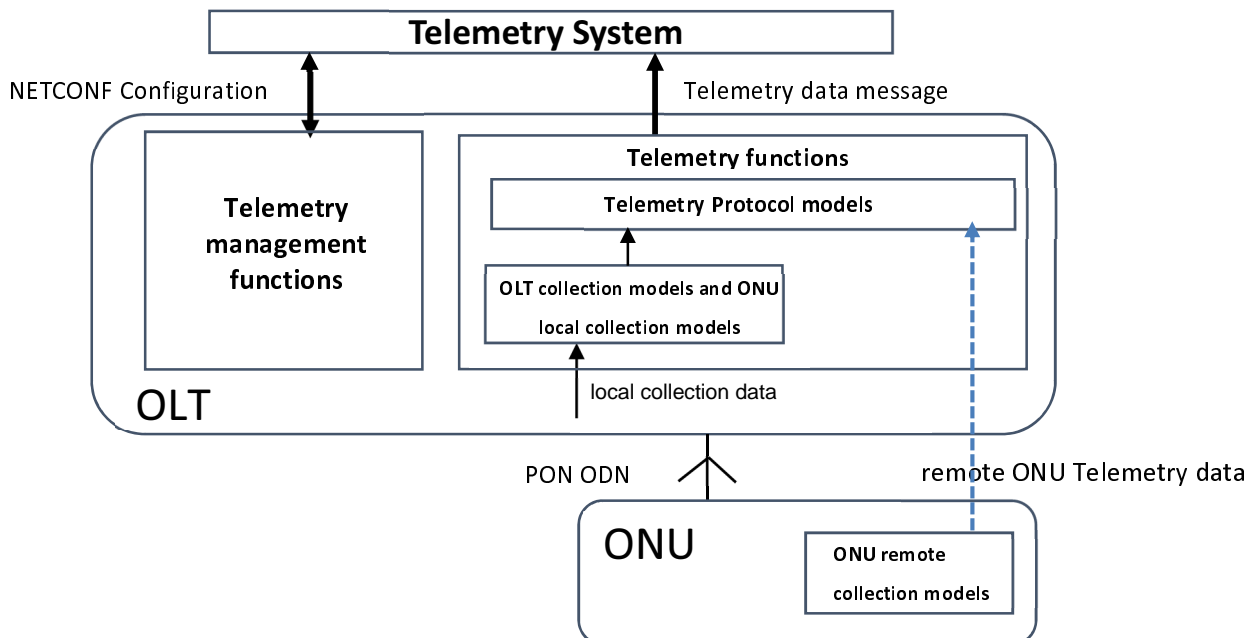 Telemetry System
NETCONF Configuration
Telemetry data message
Telemetry
management
functions
Telemetry functions
Telemetry Protocol models
OLT collection models and ONU
local collection models
local collection data
OLT
PON ODN
remote ONU Telemetry data
ONU
ONU remote
collection models